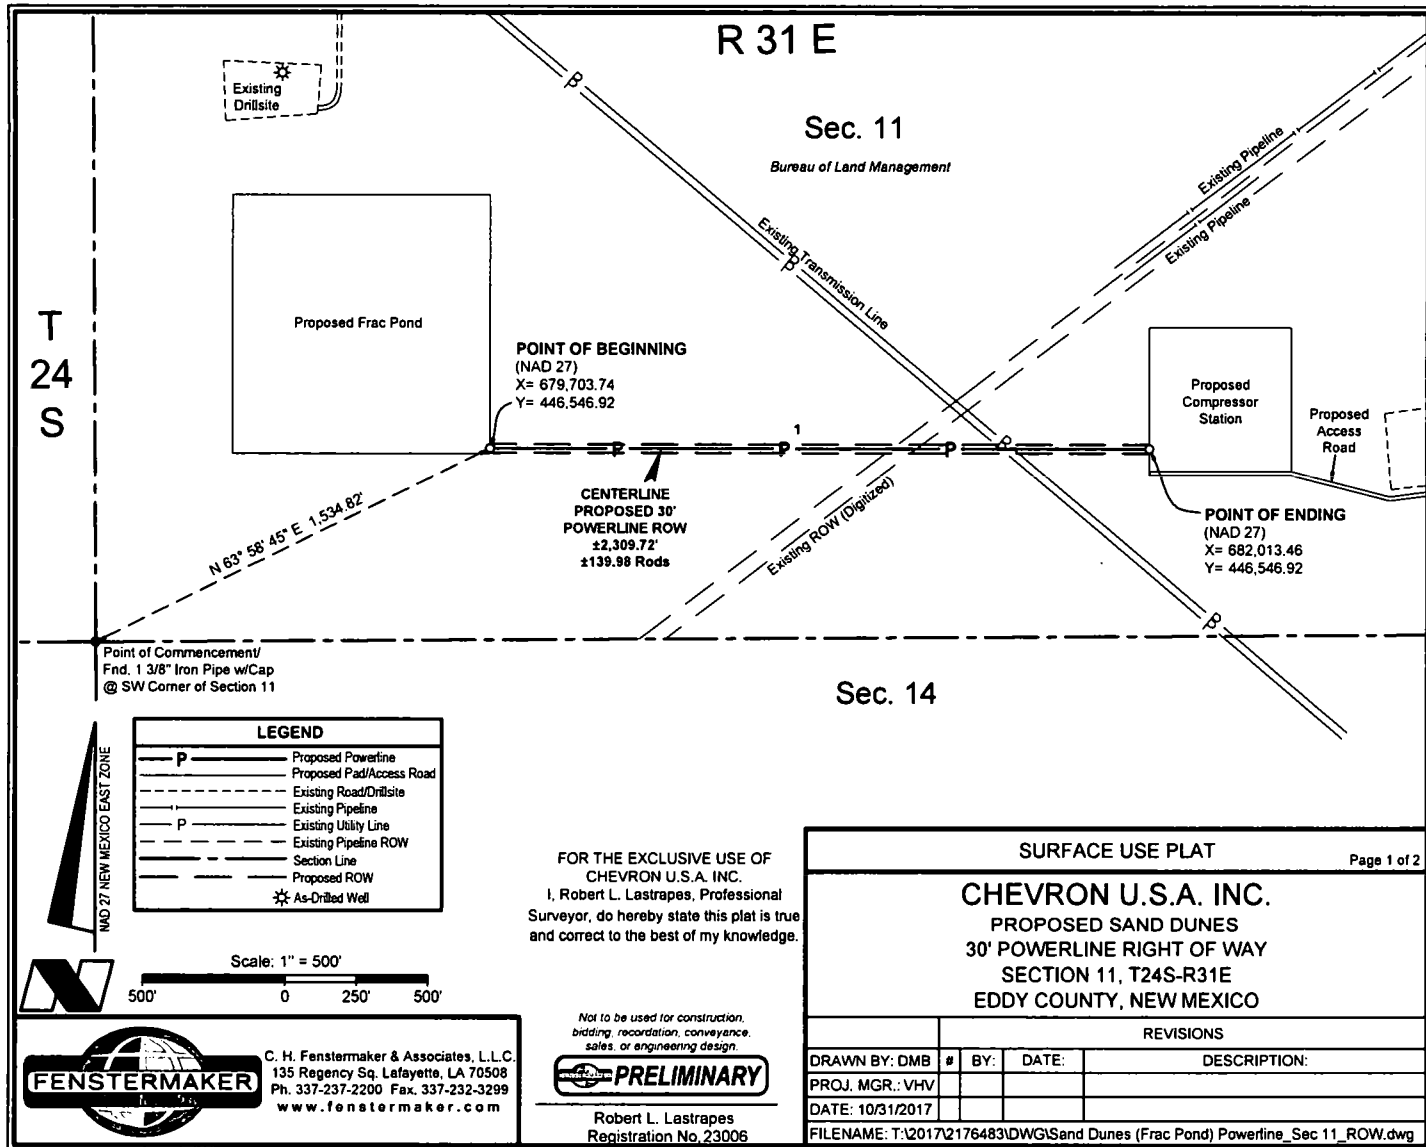 R 31 E
Existing
Drillsite
Sec. 11
Bureau of Land Management
Existing Pipeline
Existing Pipeline
Existing Transmission Line
T
24
S
Proposed Frac Pond
POINT OF BEGINNING
(NAD 27)
X= 679,703.74
Y= 446,546.92
Proposed
Compressor
Station
Proposed
Access
Road
1
P
P
P
P
P
P
P
CENTERLINE
PROPOSED 30'
POWERLINE ROW
±2,309.72'
±139.98 Rods
Existing ROW (Digitized)
POINT OF ENDING
(NAD 27)
X= 682,013.46
Y= 446,546.92
N 63° 58' 45" E 1,534.82'
Point of Commencement/
Fnd. 1 3/8" Iron Pipe w/Cap
@ SW Corner of Section 11
Sec. 14
LEGEND
P Proposed Powerline
Proposed Pad/Access Road
Existing Road/Drillsite
Existing Pipeline
P Existing Utility Line
Existing Pipeline ROW
Section Line
Proposed ROW
As-Drilled Well
NAD 27 NEW MEXICO EAST ZONE
Scale: 1" = 500'
500' 0 250' 500'
FOR THE EXCLUSIVE USE OF
CHEVRON U.S.A. INC.
I, Robert L. Lastrapes, Professional
Surveyor, do hereby state this plat is true
and correct to the best of my knowledge.
Not to be used for construction,
bidding, recordation, conveyance,
sales, or engineering design.
PRELIMINARY
Robert L. Lastrapes
Registration No. 23006
FENSTERMAKER
C. H. Fenstermaker & Associates, L.L.C.
135 Regency Sq. Lafayette, LA 70508
Ph. 337-237-2200 Fax. 337-232-3299
www.fenstermaker.com
SURFACE USE PLAT
Page 1 of 2
CHEVRON U.S.A. INC.
PROPOSED SAND DUNES
30' POWERLINE RIGHT OF WAY
SECTION 11, T24S-R31E
EDDY COUNTY, NEW MEXICO
REVISIONS
DRAWN BY: DMB # BY: DATE: DESCRIPTION:
PROJ. MGR.: VHV
DATE: 10/31/2017
FILENAME: T:\2017\2176483\DWG\Sand Dunes (Frac Pond) Powerline_Sec 11_ROW.dwg